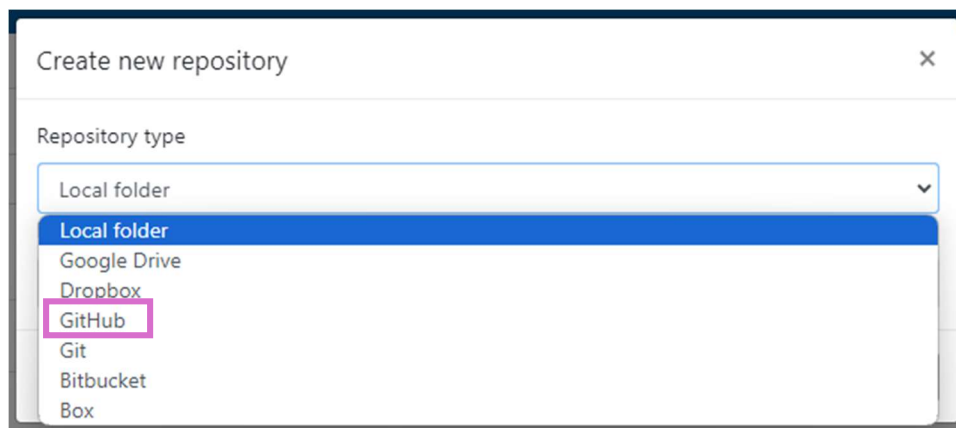 Create new repository ×
Repository type
Local folder
Local folder
Google Drive
Dropbox
GitHub
Git
Bitbucket
Box